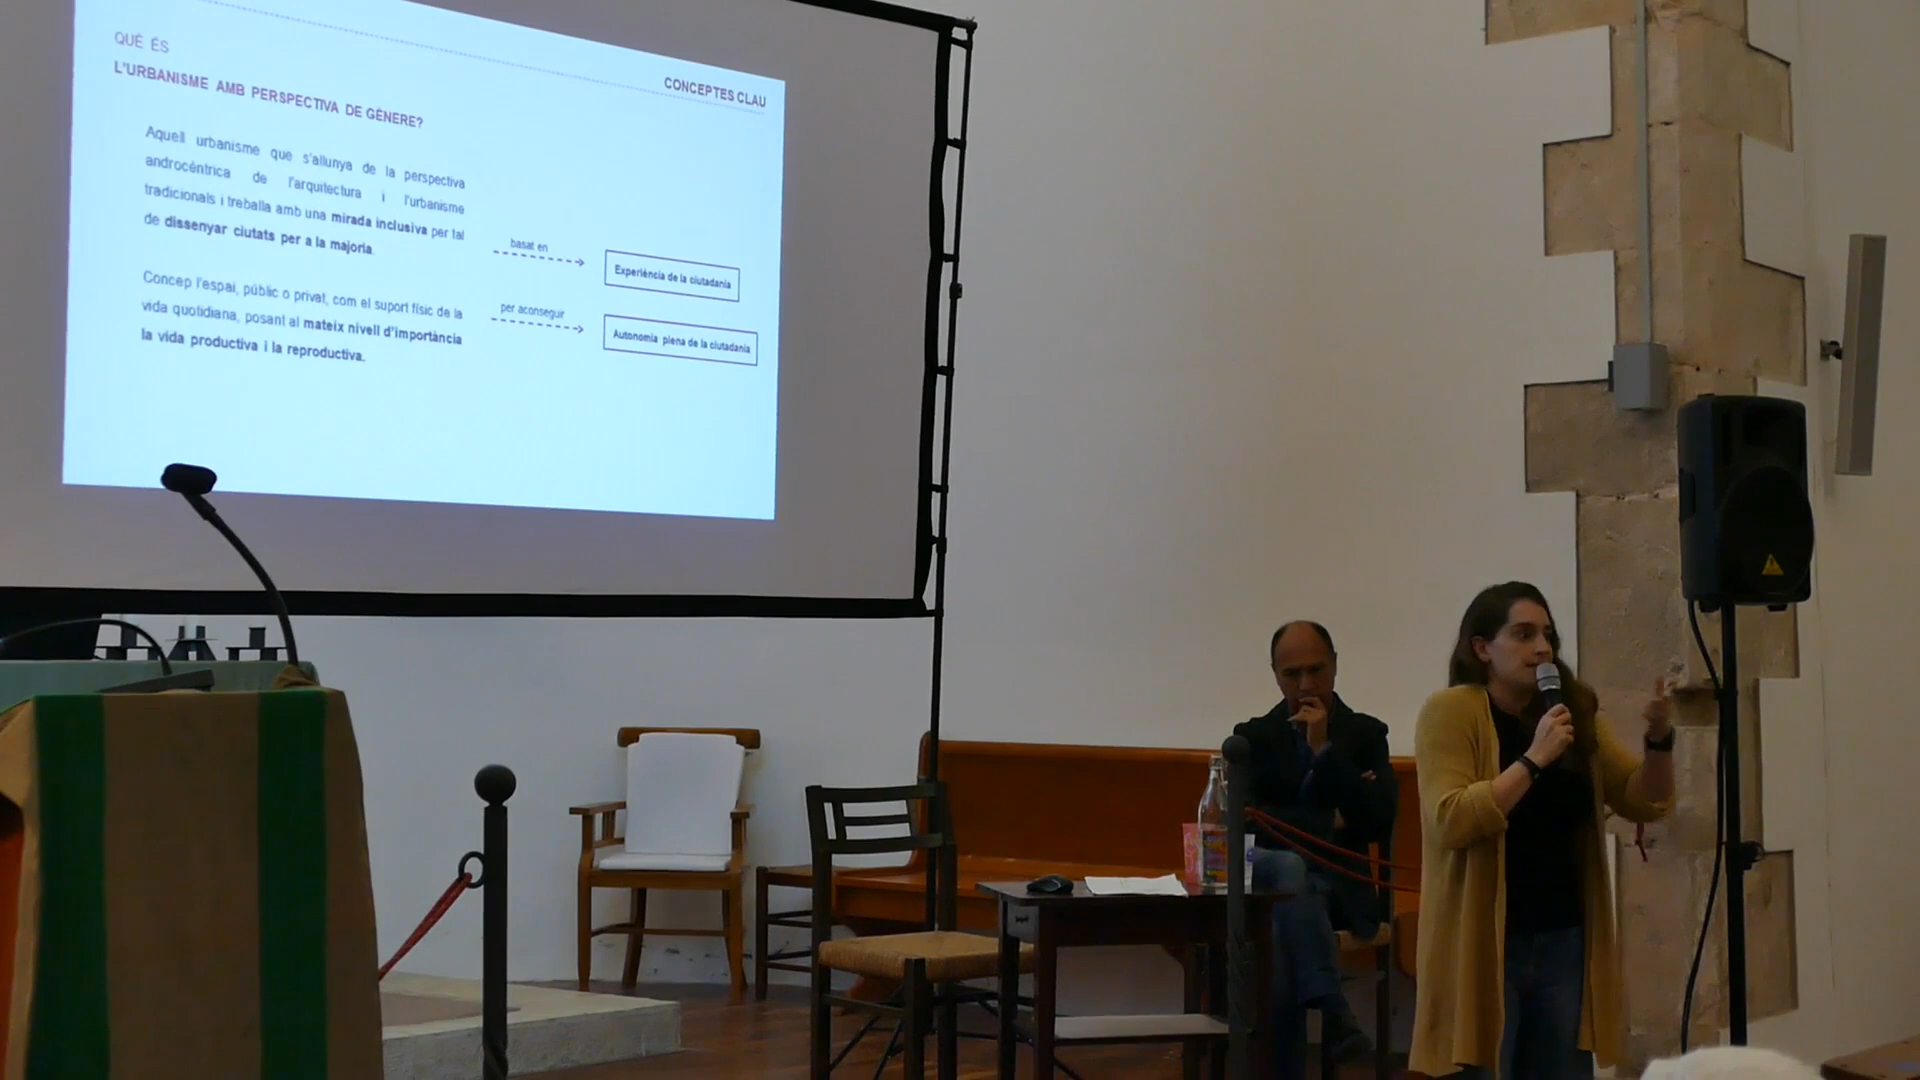 QUÈ ÉS
L'URBANISME AMB PERSPECTIVA DE GÈNERE?
CONCEPTES CLAU
Aquell urbanisme que s'allunya de la perspectiva
androcéntrica de l'arquitectura i l'urbanisme
tradicionals i treballa amb una mirada inclusiva per tal
de dissenyar ciutats per a la majoria.
Concep l'espai, públic o privat, com el suport físic de la
vida quotidiana, posant al mateix nivell d'importància
la vida productiva i la reproductiva.
basat en
Experiència de la ciutadania
per aconseguir
Autonomia plena de la ciutadania